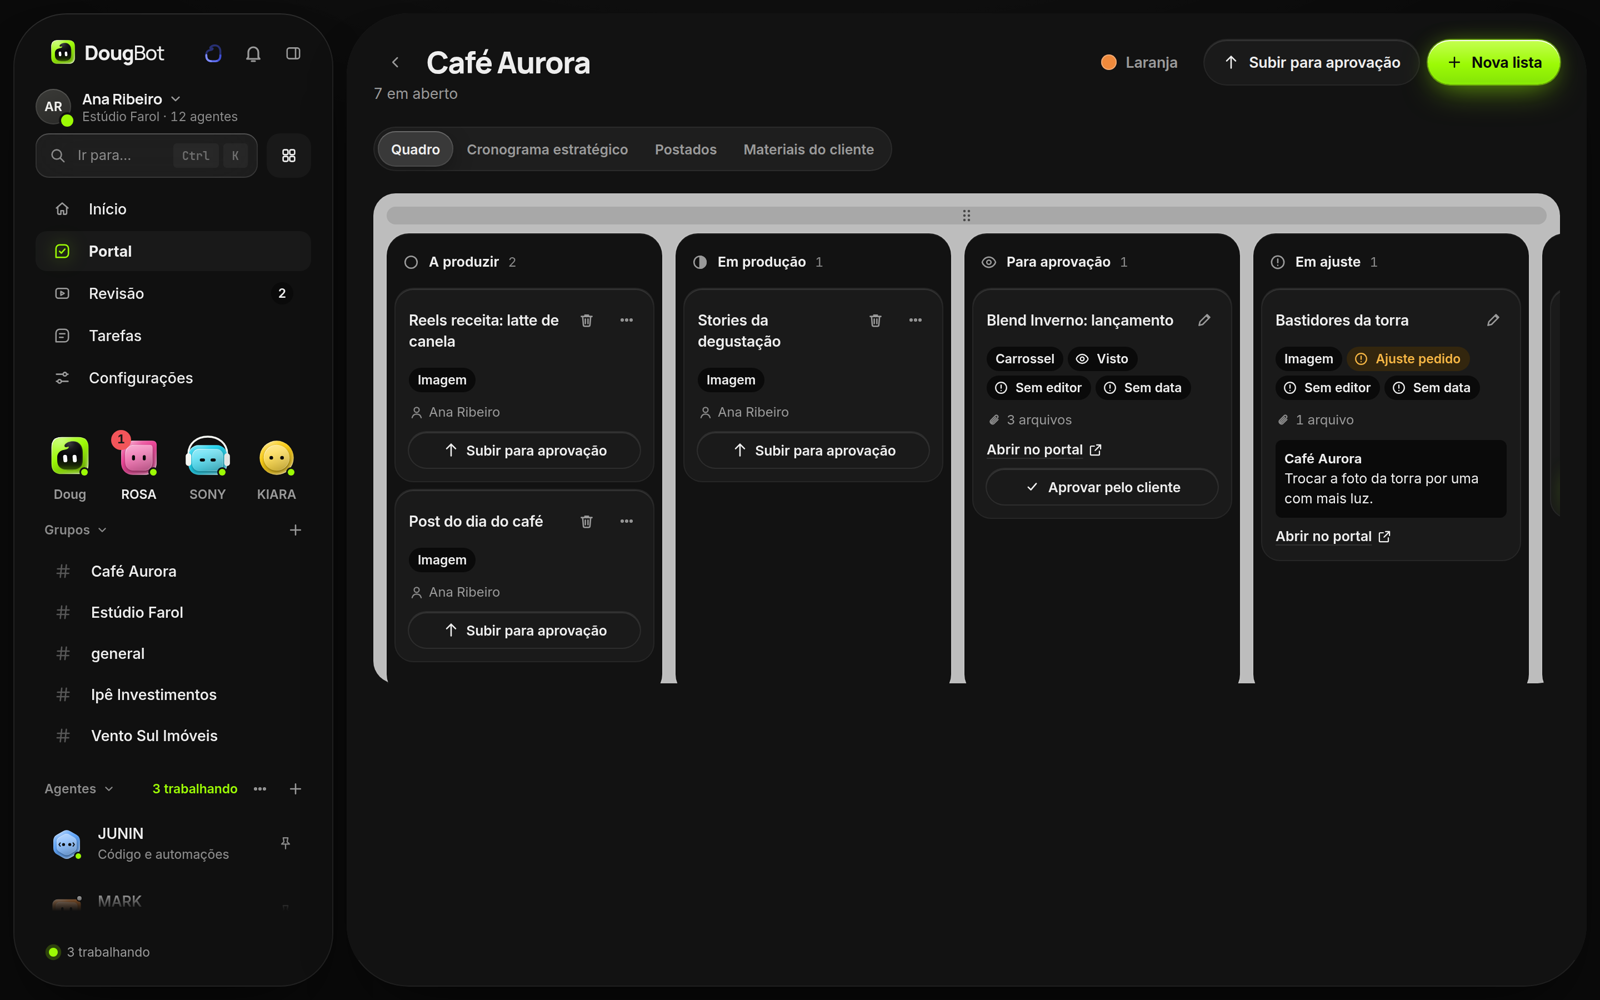 DougBot
AR
Ana Ribeiro
Estúdio Farol · 12 agentes
Ir para...
Ctrl
K
Início
Portal
Revisão
2
Tarefas
Configurações
1
Doug
ROSA
SONY
KIARA
Grupos
Café Aurora
Estúdio Farol
general
Ipê Investimentos
Vento Sul Imóveis
Agentes
3 trabalhando
JUNIN
Código e automações
MARK
3 trabalhando
Café Aurora
7 em aberto
Laranja
Subir para aprovação
Nova lista
Quadro
Cronograma estratégico
Postados
Materiais do cliente
A produzir 2
Reels receita: latte de
canela
Imagem
Ana Ribeiro
Subir para aprovação
Post do dia do café
Imagem
Ana Ribeiro
Subir para aprovação
Em produção 1
Stories da
degustação
Imagem
Ana Ribeiro
Subir para aprovação
Para aprovação 1
Blend Inverno: lançamento
Carrossel
Visto
Sem editor
Sem data
3 arquivos
Abrir no portal
Aprovar pelo cliente
Em ajuste 1
Bastidores da torra
Imagem
Ajuste pedido
Sem editor
Sem data
1 arquivo
Café Aurora
Trocar a foto da torra por uma
com mais luz.
Abrir no portal